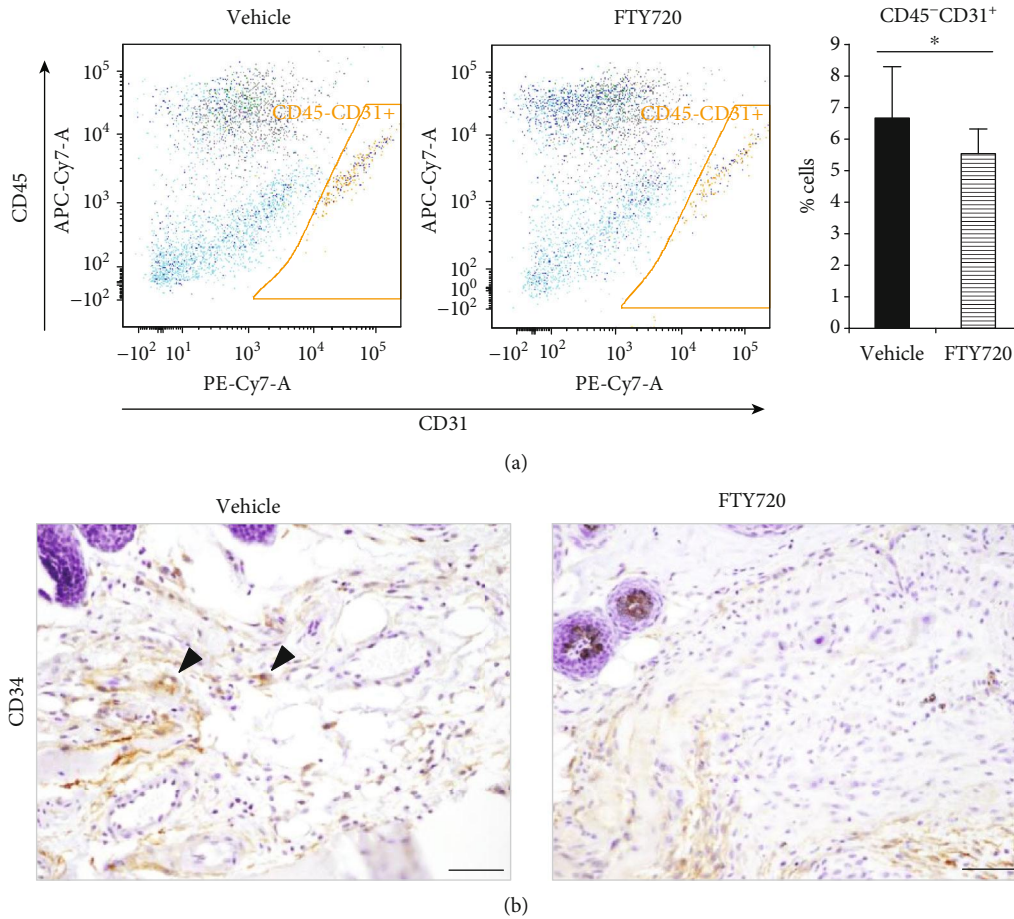 Vehicle
FTY720
CD45⁻CD31⁺
CD45
APC-Cy7-A
10⁵
10⁴
10³
10²
−10²
CD45-CD31+
−10² 10¹ 10³ 10⁴ 10⁵
PE-Cy7-A
APC-Cy7-A
10⁵
10⁴
10³
10²
10⁰
−10²
CD45-CD31+
−10² 10² 10³ 10⁴ 10⁵
PE-Cy7-A
CD31
% cells
9
8
7
6
5
4
3
2
1
0
*
Vehicle FTY720
(a)
Vehicle
FTY720
CD34
(b)